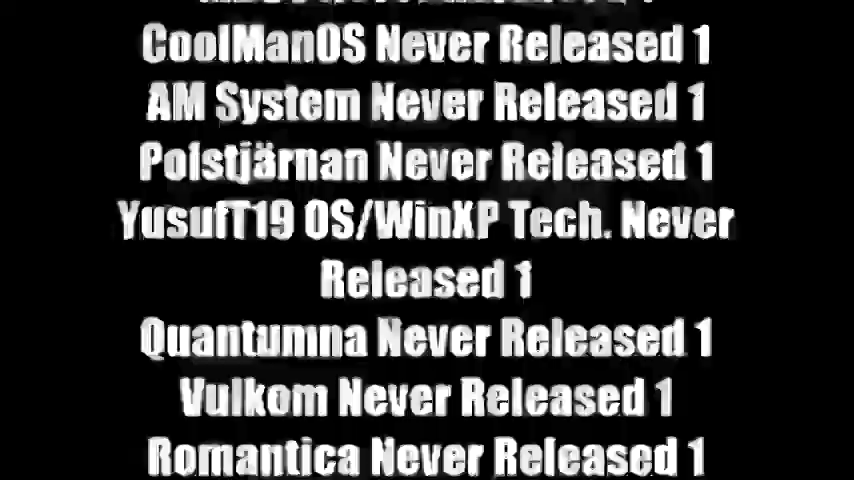 CoolManOS Never Released 1
AM System Never Released 1
Polstjärnan Never Released 1
YusufT19 OS/WinXP Tech. Never
Released 1
Quantumna Never Released 1
Vulkom Never Released 1
Romantica Never Released 1